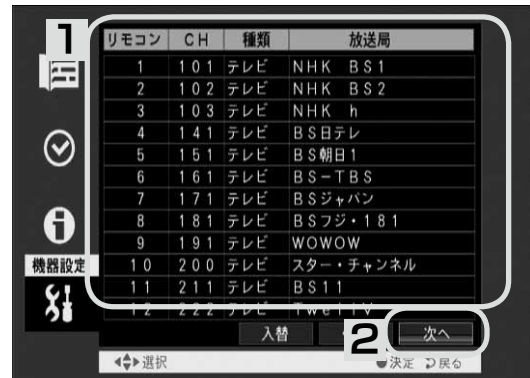 1
リモコン CH 種類 放送局
1 101 テレビ NHK BS1
2 102 テレビ NHK BS2
3 103 テレビ NHK h
4 141 テレビ BS日テレ
5 151 テレビ BS朝日1
6 161 テレビ BS-TBS
7 171 テレビ BSジャパン
8 181 テレビ BSフジ・181
9 191 テレビ WOWOW
機器設定
10 200 テレビ スター・チャンネル
11 211 テレビ BS11
12 222 テレビ TwellV
入替 2 次へ
選択 決定 戻る